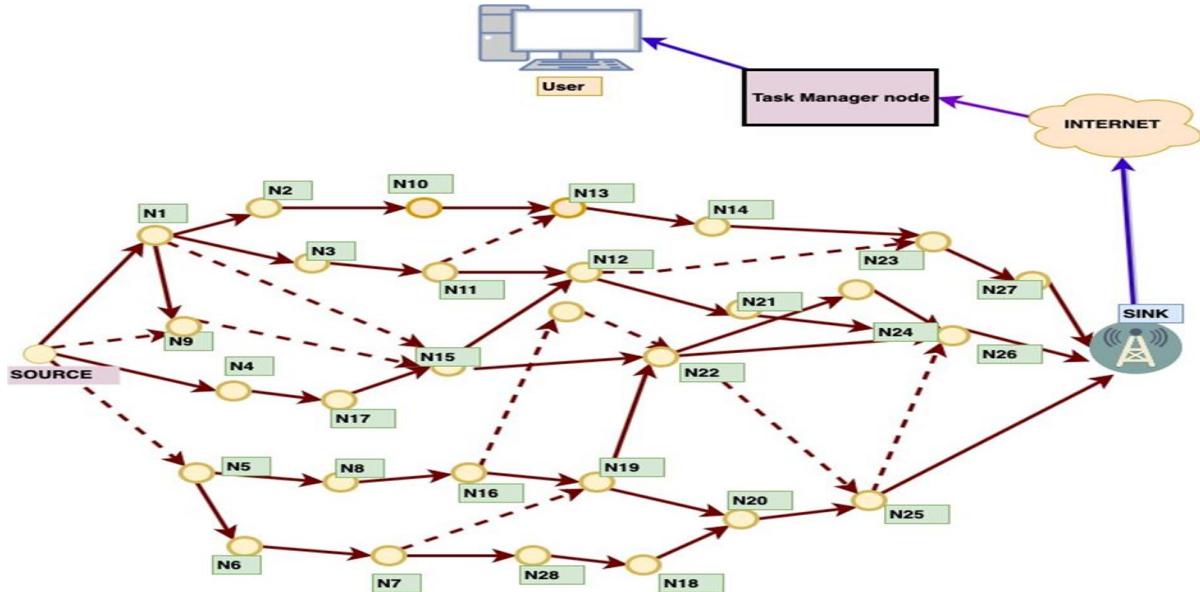 User
Task Manager node
INTERNET
N2
N10
N13
N14
N1
N3
N12
N23
N11
N21
N27
SINK
N9
N15
N24
N26
SOURCE
N4
N22
N17
N5
N8
N19
N16
N20
N25
N6
N7
N28
N18